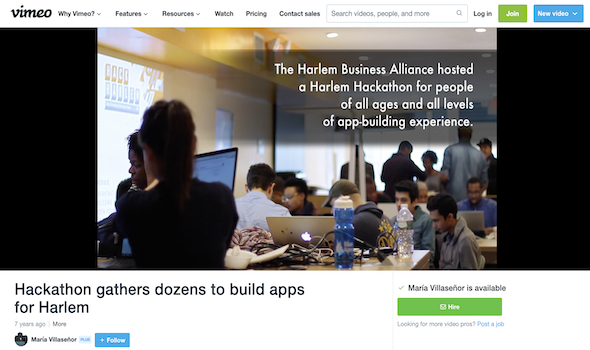 vimeo Why Vimeo? Features Resources Watch Pricing Contact sales Search videos, people, and more Log in Join New video
The Harlem Business Alliance hosted
a Harlem Hackathon for people
of all ages and all levels
of app-building experience.
Hackathon gathers dozens to build apps
for Harlem
7 years ago More
María Villaseñor PLUS + Follow
María Villaseñor is available
Hire
Looking for more video pros? Post a job